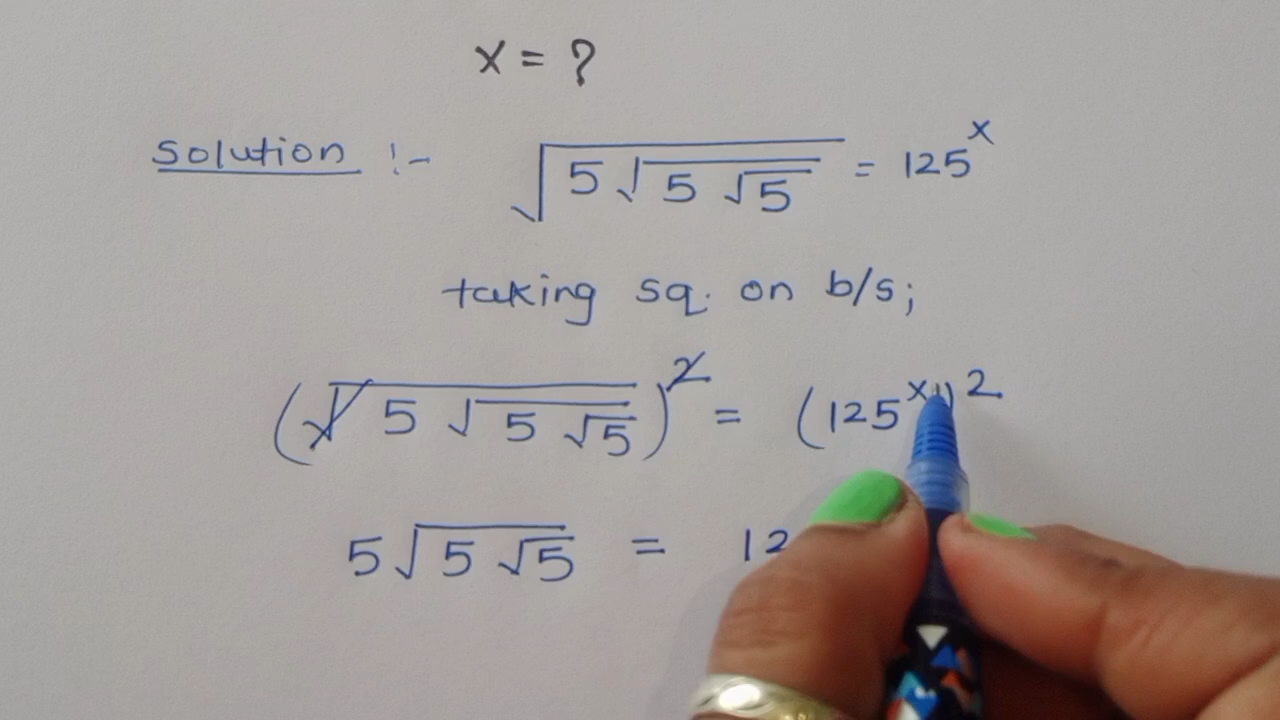 x = ?
Solution :- √(5√(5√5)) = 125^x
taking sq. on b/s;
(√(5√(5√5)))^2 = (125^x)^2
5√(5√5) = 12